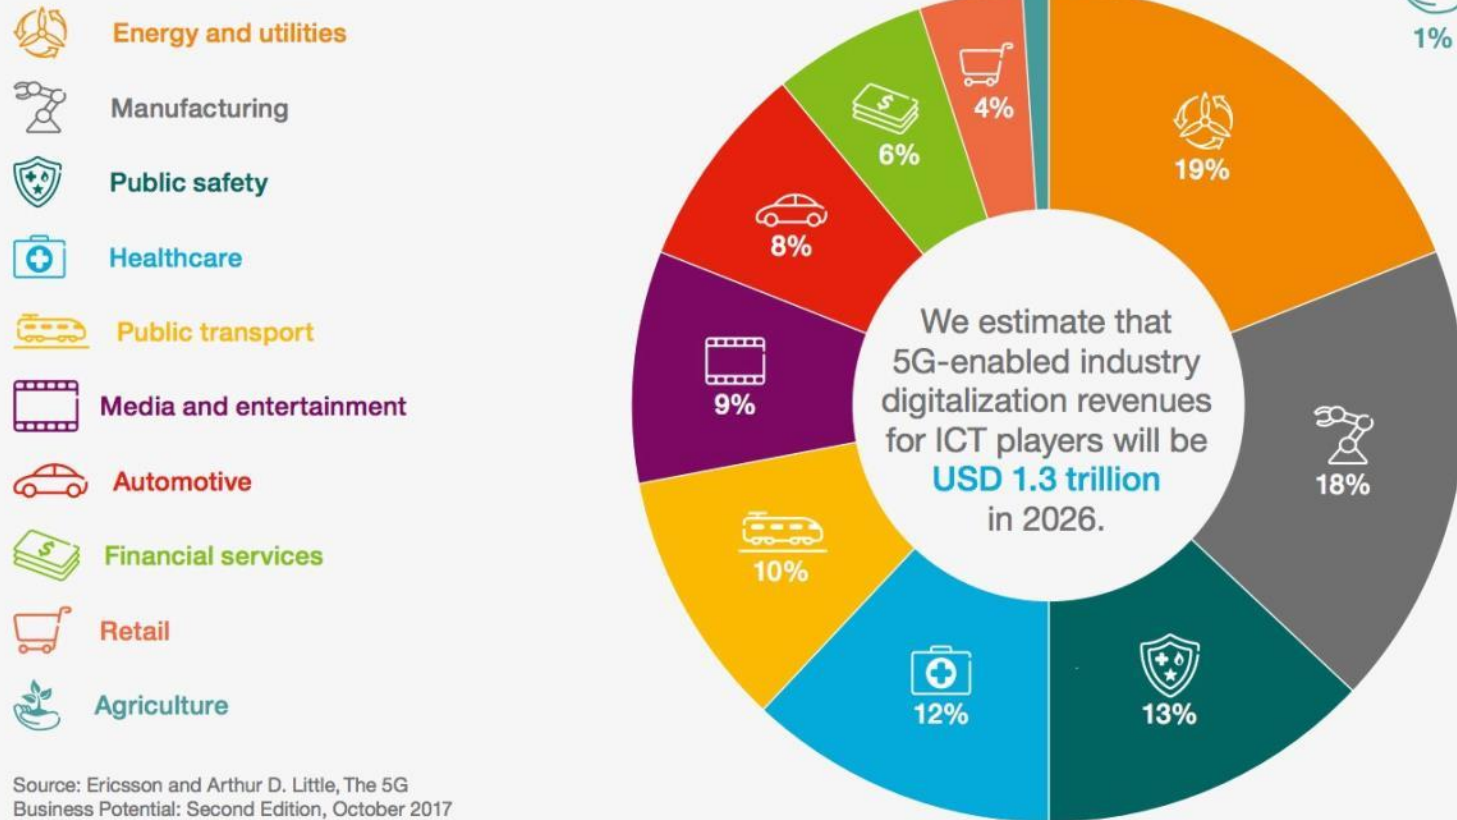 Energy and utilities
Manufacturing
Public safety
Healthcare
Public transport
Media and entertainment
Automotive
Financial services
Retail
Agriculture
Source: Ericsson and Arthur D. Little, The 5G
Business Potential: Second Edition, October 2017
1%
4%
6%
19%
8%
9%
18%
10%
12%
13%
We estimate that
5G-enabled industry
digitalization revenues
for ICT players will be
USD 1.3 trillion
in 2026.